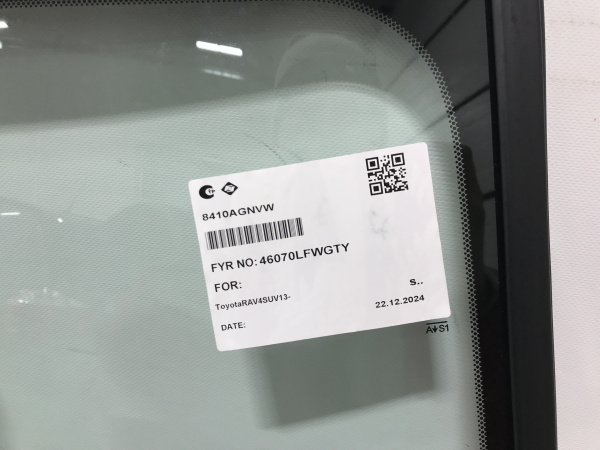 8410AGNVW
FYR NO: 46070LFWGTY
FOR:
ToyotaRAV4SUV13-
s..
DATE:
22.12.2024
A↓S1